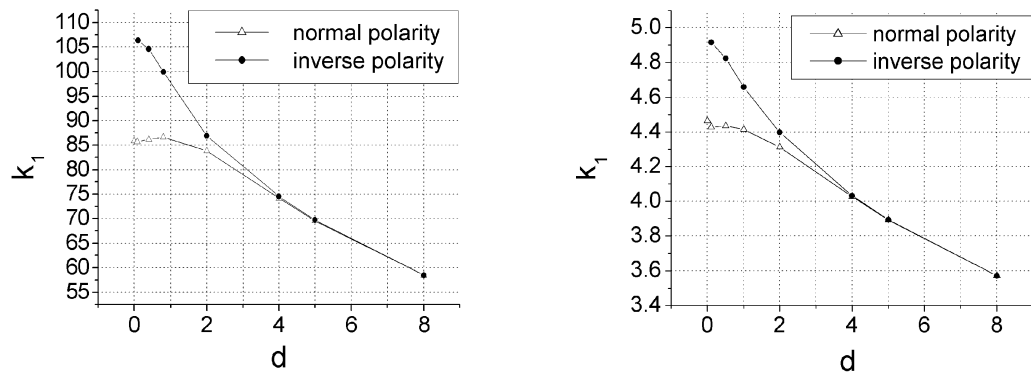 110
105
100
95
90
85
80
75
70
65
60
55
k1
0 2 4 6 8
d
normal polarity
inverse polarity
5.0
4.8
4.6
4.4
4.2
4.0
3.8
3.6
3.4
k1
0 2 4 6 8
d
normal polarity
inverse polarity